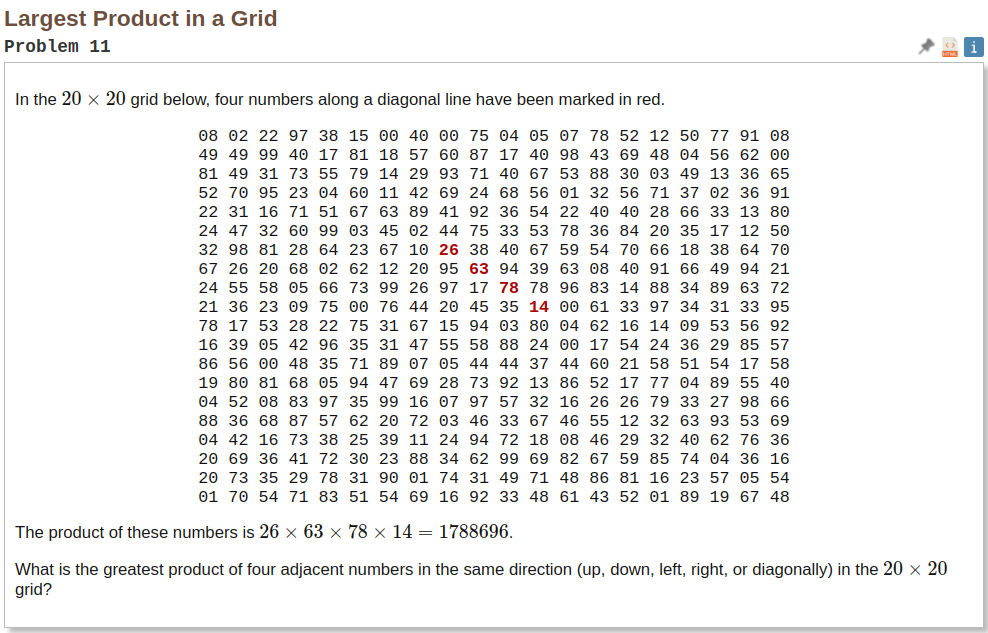 Largest Product in a Grid
Problem 11
HTML
i
In the 20 × 20 grid below, four numbers along a diagonal line have been marked in red.
08 02 22 97 38 15 00 40 00 75 04 05 07 78 52 12 50 77 91 08
49 49 99 40 17 81 18 57 60 87 17 40 98 43 69 48 04 56 62 00
81 49 31 73 55 79 14 29 93 71 40 67 53 88 30 03 49 13 36 65
52 70 95 23 04 60 11 42 69 24 68 56 01 32 56 71 37 02 36 91
22 31 16 71 51 67 63 89 41 92 36 54 22 40 40 28 66 33 13 80
24 47 32 60 99 03 45 02 44 75 33 53 78 36 84 20 35 17 12 50
32 98 81 28 64 23 67 10 26 38 40 67 59 54 70 66 18 38 64 70
67 26 20 68 02 62 12 20 95 63 94 39 63 08 40 91 66 49 94 21
24 55 58 05 66 73 99 26 97 17 78 78 96 83 14 88 34 89 63 72
21 36 23 09 75 00 76 44 20 45 35 14 00 61 33 97 34 31 33 95
78 17 53 28 22 75 31 67 15 94 03 80 04 62 16 14 09 53 56 92
16 39 05 42 96 35 31 47 55 58 88 24 00 17 54 24 36 29 85 57
86 56 00 48 35 71 89 07 05 44 44 37 44 60 21 58 51 54 17 58
19 80 81 68 05 94 47 69 28 73 92 13 86 52 17 77 04 89 55 40
04 52 08 83 97 35 99 16 07 97 57 32 16 26 26 79 33 27 98 66
88 36 68 87 57 62 20 72 03 46 33 67 46 55 12 32 63 93 53 69
04 42 16 73 38 25 39 11 24 94 72 18 08 46 29 32 40 62 76 36
20 69 36 41 72 30 23 88 34 62 99 69 82 67 59 85 74 04 36 16
20 73 35 29 78 31 90 01 74 31 49 71 48 86 81 16 23 57 05 54
01 70 54 71 83 51 54 69 16 92 33 48 61 43 52 01 89 19 67 48
The product of these numbers is 26 × 63 × 78 × 14 = 1788696.
What is the greatest product of four adjacent numbers in the same direction (up, down, left, right, or diagonally) in the 20 × 20
grid?